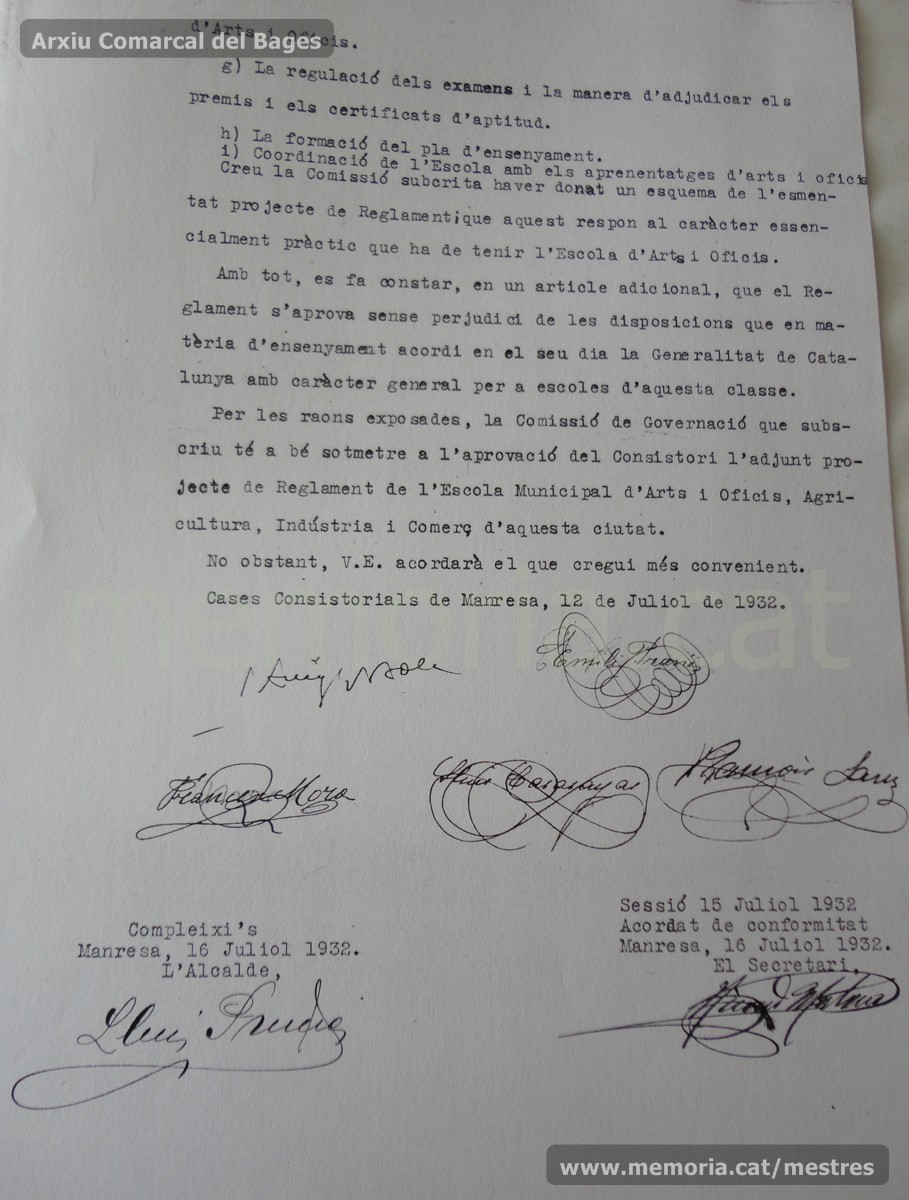 Arxiu Comarcal del Bages
d'Arts i Oficis.
g) La regulació dels examens i la manera d'adjudicar els
premis i els certificats d'aptitud.
h) La formació del pla d'ensenyament.
i) Coordinació de l'Escola amb els aprenentatges d'arts i oficis
Creu la Comissió subcrita haver donat un esquema de l'esmen-
tat projecte de Reglament;que aquest respon al caràcter essen-
cialment pràctic que ha de tenir l'Escola d'Arts i Oficis.
Amb tot, es fa constar, en un article adicional, que el Re-
glament s'aprova sense perjudici de les disposicions que en ma-
tèria d'ensenyament acordi en el seu dia la Generalitat de Cata-
lunya amb caràcter general per a escoles d'aquesta classe.
Per les raons exposades, la Comissió de Governació que subs-
criu té a bé sotmetre a l'aprovació del Consistori l'adjunt pro-
jecte de Reglament de l'Escola Municipal d'Arts i Oficis, Agri-
cultura, Indústria i Comerç d'aquesta ciutat.
No obstant, V.E. acordarà el que cregui més convenient.
Cases Consistorials de Manresa, 12 de Juliol de 1932.
memoria.cat
Emili
Francesc Mora
Lluis
Sanz
Sessió 15 Juliol 1932
Acordat de conformitat
Manresa, 16 Juliol 1932.
El Secretari,
Compleixi's
Manresa, 16 Juliol 1932.
L'Alcalde,
Lluis
www.memoria.cat/mestres